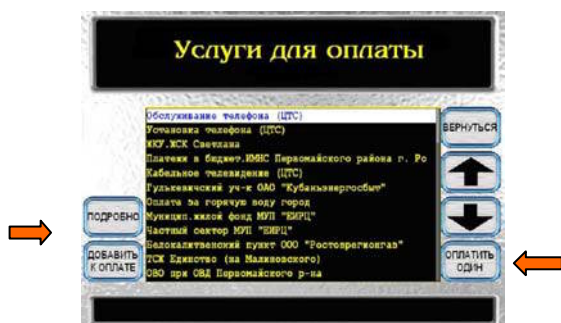 Услуги для оплаты
Обслуживание телефона (ЦТС)
Установка телефона (ЦТС)
ЖКУ.ЖСК Светлана
Платежи в бюджет.ИМНС Первомайского района г. Ро
Кабельное телевидение (ЦТС)
Гулькевичский уч-к ОАО "Кубаньэнергосбыт"
Оплата за горячую воду город
Муницип.жилой фонд МУП "ЕИРЦ"
Частный сектор МУП "ЕИРЦ"
Белокалитвенский пункт ООО "Ростоврегионгаз"
ТСЖ Единство (на Малиновского)
ОВО при ОВД Первомайского р-на
ПОДРОБНО
ДОБАВИТЬ
К ОПЛАТЕ
ВЕРНУТЬСЯ
ОПЛАТИТЬ
ОДИН